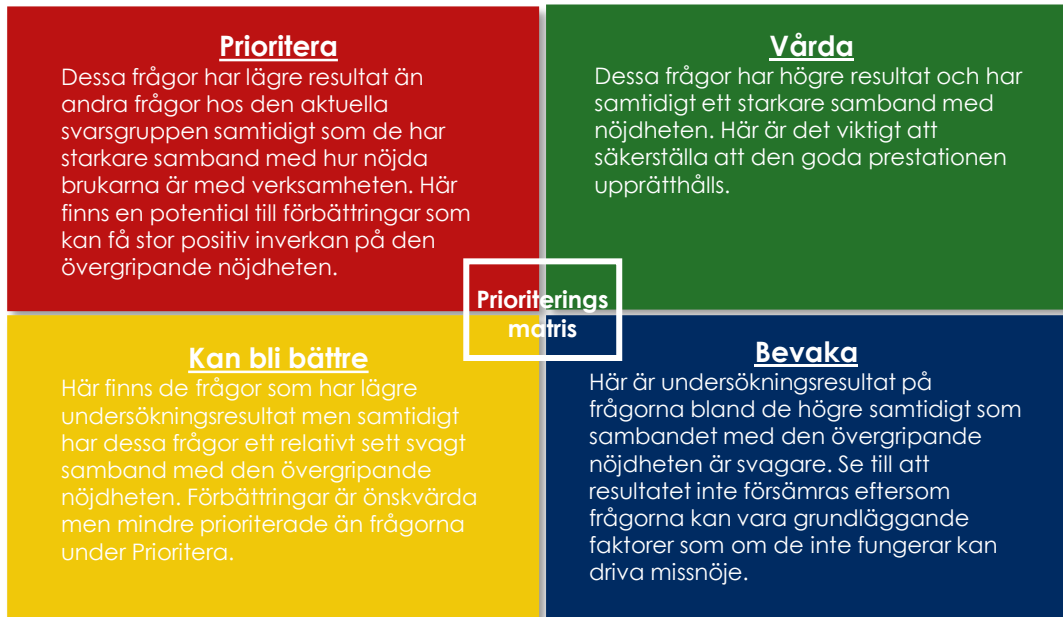 Prioritera
Dessa frågor har lägre resultat än
andra frågor hos den aktuella
svarsgruppen samtidigt som de har
starkare samband med hur nöjda
brukarna är med verksamheten. Här
finns en potential till förbättringar som
kan få stor positiv inverkan på den
övergripande nöjdheten.
Vårda
Dessa frågor har högre resultat och har
samtidigt ett starkare samband med
nöjdheten. Här är det viktigt att
säkerställa att den goda prestationen
upprätthålls.
Prioriterings
matris
Kan bli bättre
Här finns de frågor som har lägre
undersökningsresultat men samtidigt
har dessa frågor ett relativt sett svagt
samband med den övergripande
nöjdheten. Förbättringar är önskvärda
men mindre prioriterade än frågorna
under Prioritera.
Bevaka
Här är undersökningsresultat på
frågorna bland de högre samtidigt som
sambandet med den övergripande
nöjdheten är svagare. Se till att
resultatet inte försämras eftersom
frågorna kan vara grundläggande
faktorer som om de inte fungerar kan
driva missnöje.